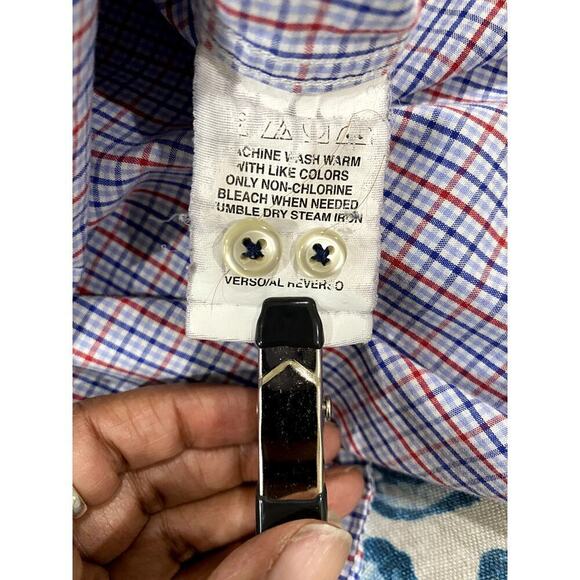 ACHINE WASH WARM
WITH LIKE COLORS
ONLY NON-CHLORINE
BLEACH WHEN NEEDED
UMBLE DRY STEAM IRON
VERSO/AL REVERSO